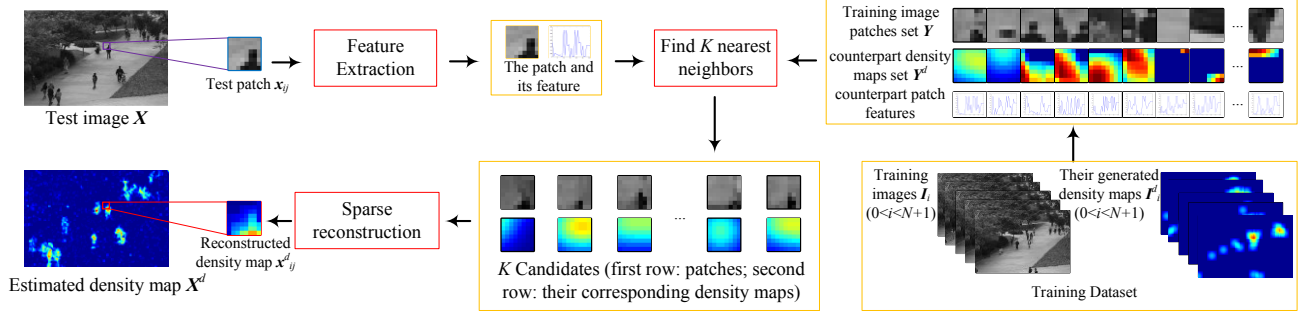 Test image X
Test patch x_ij
Feature
Extraction
The patch and
its feature
Find K nearest
neighbors
Training image
patches set Y
counterpart density
maps set Y^d
counterpart patch
features
...
...
...
Training
images I_i
(0<i<N+1)
Their generated
density maps I_i^d
(0<i<N+1)
Training Dataset
...
K Candidates (first row: patches; second
row: their corresponding density maps)
Sparse
reconstruction
Reconstructed
density map x_ij^d
Estimated density map X^d